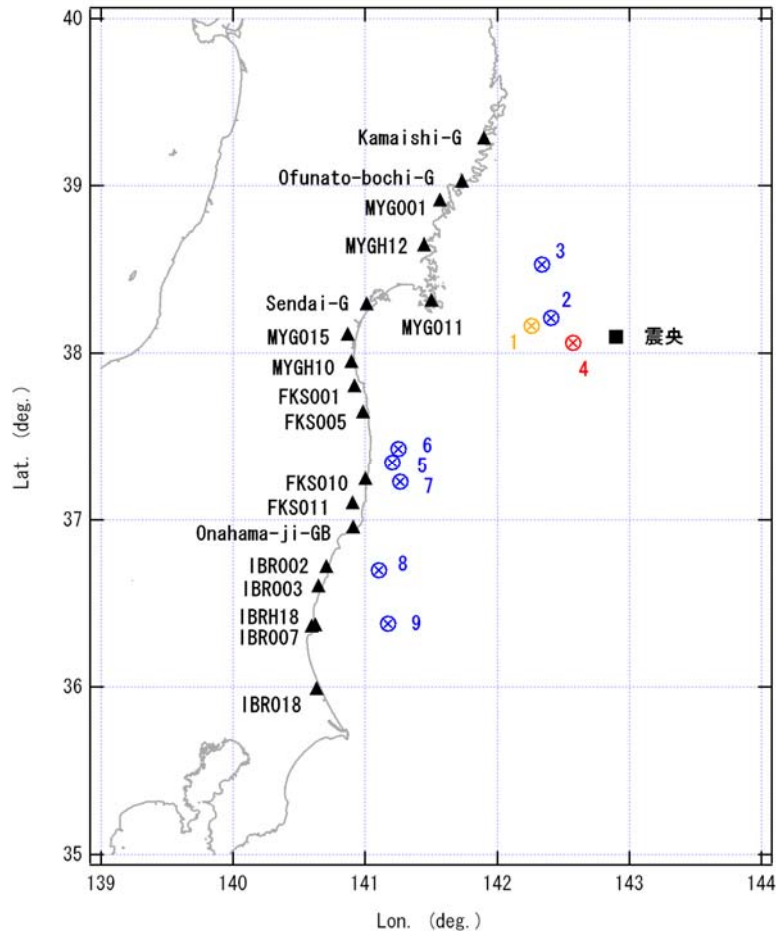 40
Kamaishi-G
39
Ofunato-bochi-G
MYG001
MYGH12
3
2
Sendai-G
MYG011
1
震央
MYG015
38
4
MYGH10
FKS001
FKS005
6
5
FKS010
7
FKS011
37
Onahama-ji-GB
IBR002
8
IBR003
IBRH18
9
IBR007
36
IBR018
35
139
140
141
142
143
144
Lat. (deg.)
Lon. (deg.)